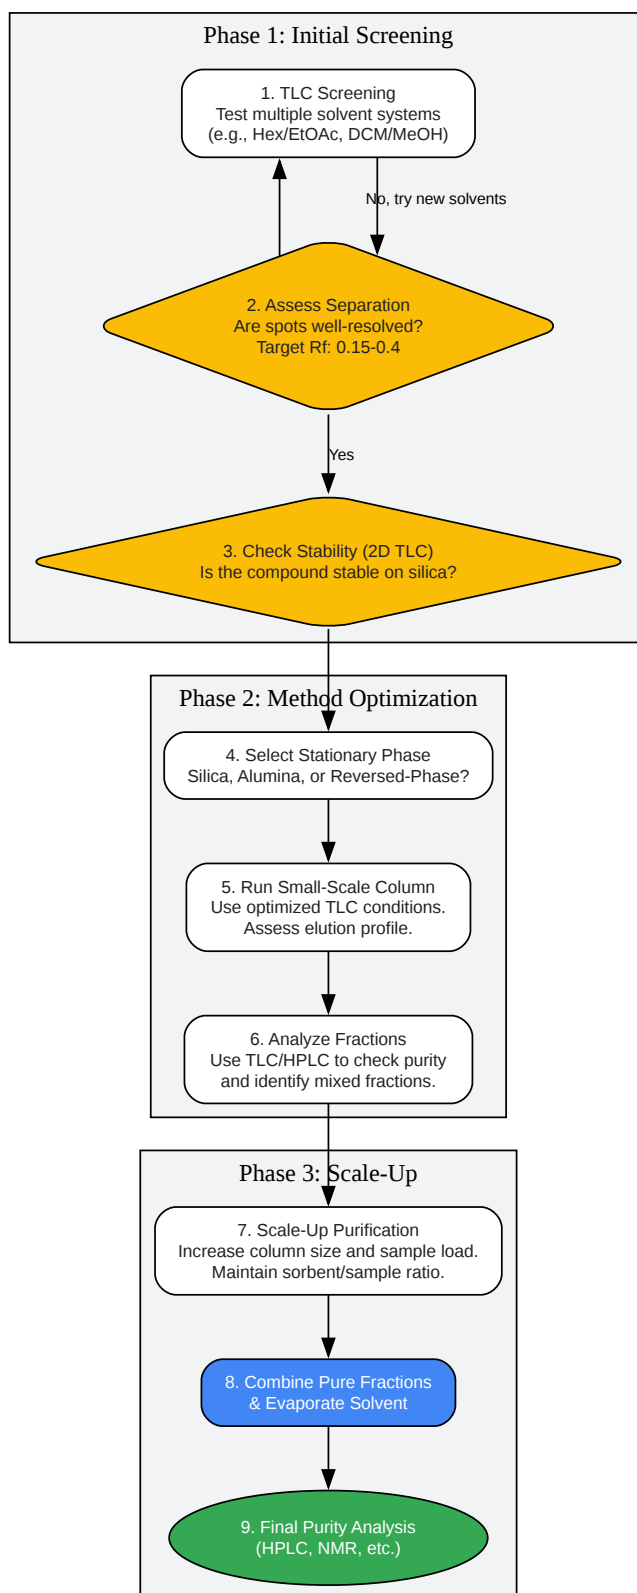 Phase 1: Initial Screening
1. TLC Screening
Test multiple solvent systems
(e.g., Hex/EtOAc, DCM/MeOH)
No, try new solvents
2. Assess Separation
Are spots well-resolved?
Target Rf: 0.15-0.4
Yes
3. Check Stability (2D TLC)
Is the compound stable on silica?
Phase 2: Method Optimization
4. Select Stationary Phase
Silica, Alumina, or Reversed-Phase?
5. Run Small-Scale Column
Use optimized TLC conditions.
Assess elution profile.
6. Analyze Fractions
Use TLC/HPLC to check purity
and identify mixed fractions.
Phase 3: Scale-Up
7. Scale-Up Purification
Increase column size and sample load.
Maintain sorbent/sample ratio.
8. Combine Pure Fractions
& Evaporate Solvent
9. Final Purity Analysis
(HPLC, NMR, etc.)